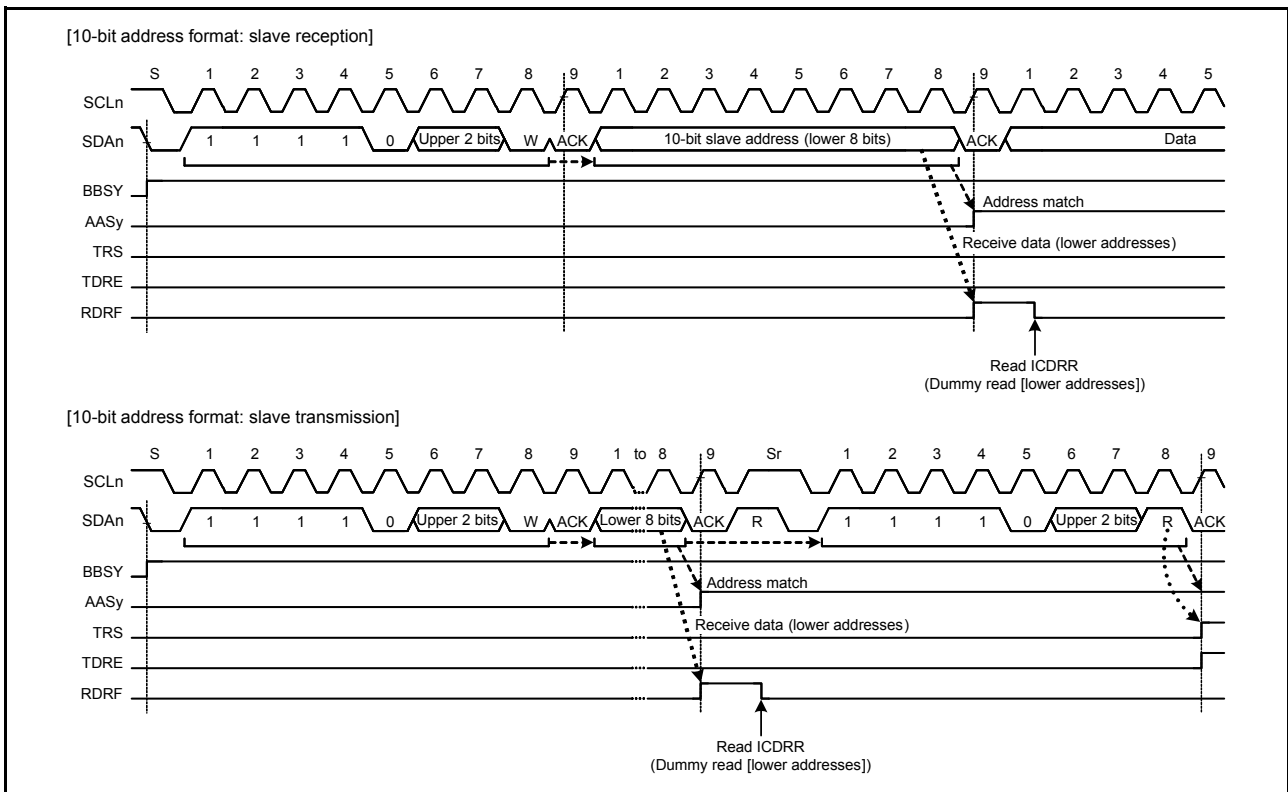 [10-bit address format: slave reception]
S 1 2 3 4 5 6 7 8 9 1 2 3 4 5 6 7 8 9 1 2 3 4 5
SCLn
SDAn 1 1 1 1 0 Upper 2 bits W ACK 10-bit slave address (lower 8 bits) ACK Data
BBSY
Address match
AASy
TRS Receive data (lower addresses)
TDRE
RDRF
Read ICDRR
(Dummy read [lower addresses])
[10-bit address format: slave transmission]
S 1 2 3 4 5 6 7 8 9 1 to 8 9 Sr 1 2 3 4 5 6 7 8 9
SCLn
SDAn 1 1 1 1 0 Upper 2 bits W ACK Lower 8 bits ACK R 1 1 1 1 0 Upper 2 bits R ACK
BBSY
Address match
AASy
TRS Receive data (lower addresses)
TDRE
RDRF
Read ICDRR
(Dummy read [lower addresses])